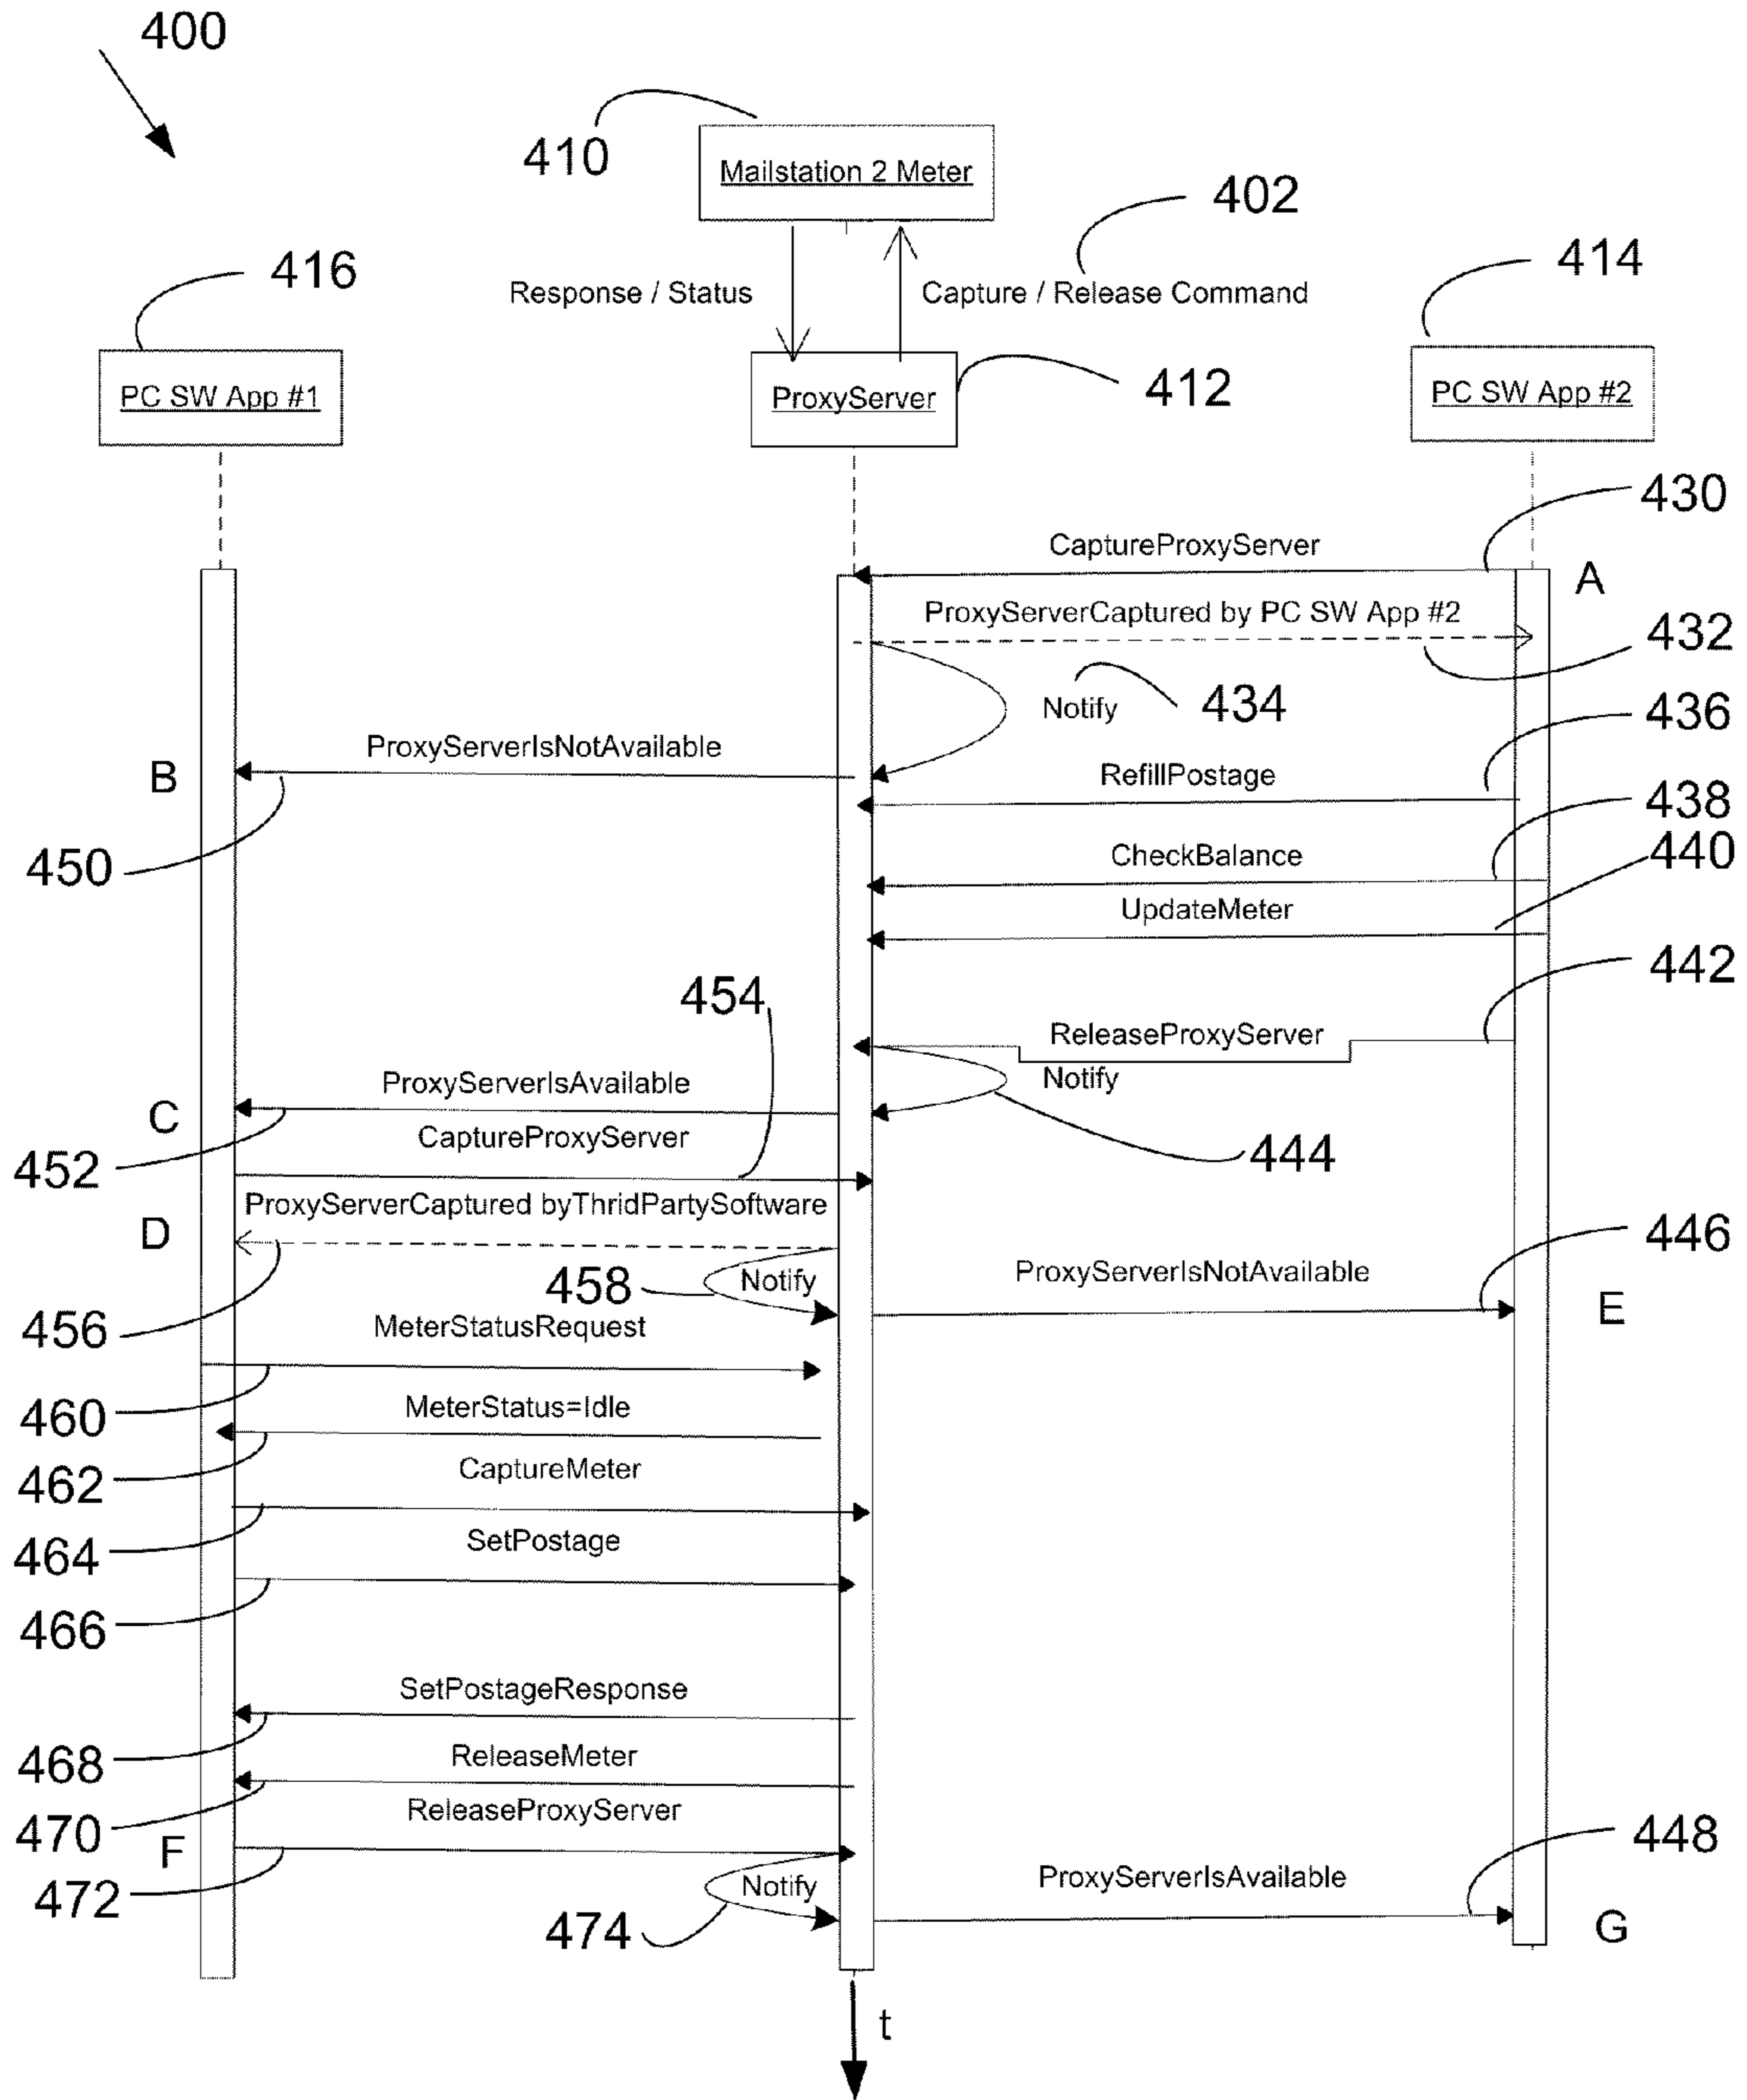 400
410
Mailstation 2 Meter
402
416
Response / Status
Capture / Release Command
414
PC SW App #1
ProxyServer
412
PC SW App #2
430
CaptureProxyServer
A
ProxyServerCaptured by PC SW App #2
432
434
Notify
436
ProxyServerIsNotAvailable
B
RefillPostage
438
450
CheckBalance
440
UpdateMeter
442
454
ReleaseProxyServer
Notify
ProxyServerIsAvailable
C
CaptureProxyServer
452
444
ProxyServerCaptured byThridPartySoftware
D
446
458
Notify
ProxyServerIsNotAvailable
E
456
MeterStatusRequest
460
MeterStatus=Idle
462
CaptureMeter
464
SetPostage
466
SetPostageResponse
468
ReleaseMeter
470
ReleaseProxyServer
448
F
472
Notify
ProxyServerIsAvailable
474
G
t